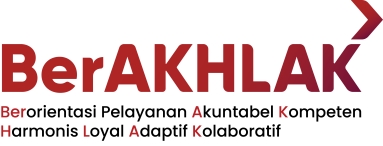 BerAKHLAK
Berorientasi Pelayanan Akuntabel Kompeten
Harmonis Loyal Adaptif Kolaboratif